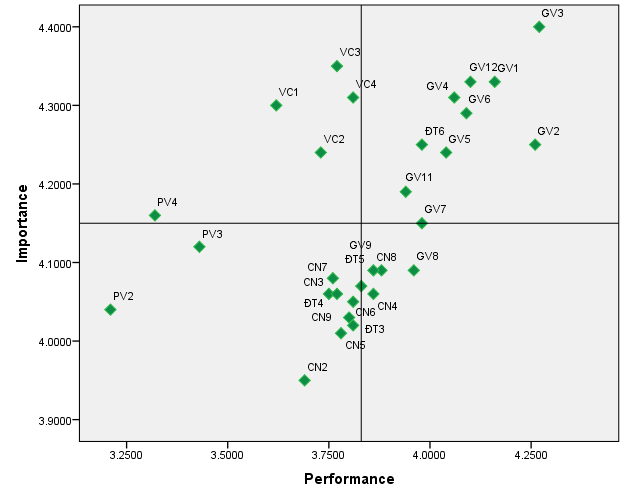 GV3
4.4000
VC3
GV12
GV1
GV4
VC4
VC1
GV6
4.3000
ĐT6
GV2
VC2
GV5
GV11
4.2000
PV4
GV7
Importance
PV3
GV9
GV8
ĐT5
CN8
4.1000
CN7
CN3
PV2
ĐT4
CN4
CN6
CN9
ĐT3
4.0000
CN5
CN2
3.9000
3.2500
3.5000
3.7500
4.0000
4.2500
Performance